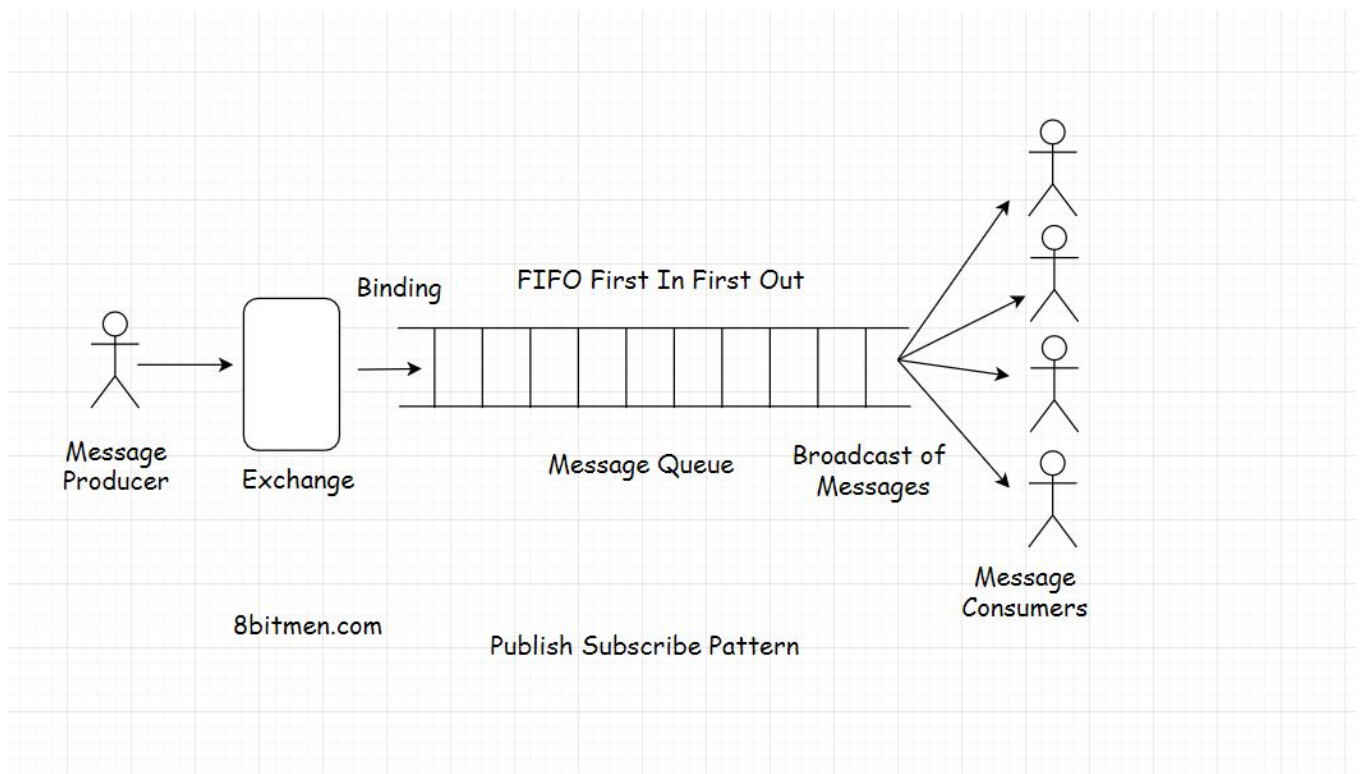 Binding
FIFO First In First Out
Message
Producer
Exchange
Message Queue
Broadcast of
Messages
Message
Consumers
8bitmen.com
Publish Subscribe Pattern